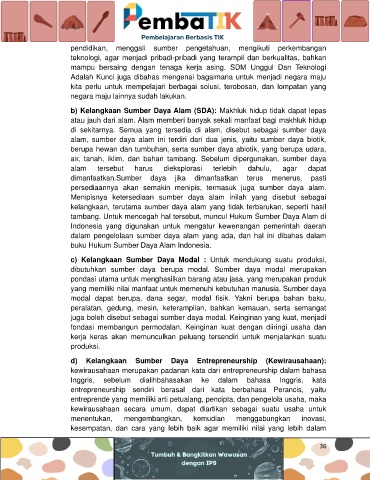 PembaTIK
Pembelajaran Berbasis TIK
pendidikan, menggali sumber pengetahuan, mengikuti perkembangan
teknologi, agar menjadi pribadi-pribadi yang terampil dan berkualitas, bahkan
mampu bersaing dengan tenaga kerja asing. SDM Unggul Dan Teknologi
Adalah Kunci juga dibahas mengenai bagaimana untuk menjadi negara maju
kita perlu untuk mempelajari berbagai solusi, terobosan, dan lompatan yang
negara maju lainnya sudah lakukan.
b) Kelangkaan Sumber Daya Alam (SDA): Makhluk hidup tidak dapat lepas
atau jauh dari alam. Alam memberi banyak sekali manfaat bagi makhluk hidup
di sekitarnya. Semua yang tersedia di alam, disebut sebagai sumber daya
alam, sumber daya alam ini terdiri dari dua jenis, yaitu sumber daya biotik,
berupa hewan dan tumbuhan, serta sumber daya abiotik, yang berupa udara,
air, tanah, iklim, dan bahan tambang. Sebelum dipergunakan, sumber daya
alam tersebut harus dieksplorasi terlebih dahulu, agar dapat
dimanfaatkan.Sumber daya jika dimanfaatkan terus menerus, pasti
persediaannya akan semakin menipis, termasuk juga sumber daya alam.
Menipisnya ketersediaan sumber daya alam inilah yang disebut sebagai
kelangkaan, terutama sumber daya alam yang tidak terbarukan, seperti hasil
tambang. Untuk mencegah hal tersebut, muncul Hukum Sumber Daya Alam di
Indonesia yang digunakan untuk mengatur kewenangan pemerintah daerah
dalam pengelolaan sumber daya alam yang ada, dan hal ini dibahas dalam
buku Hukum Sumber Daya Alam Indonesia.
c) Kelangkaan Sumber Daya Modal : Untuk mendukung suatu produksi,
dibutuhkan sumber daya berupa modal. Sumber daya modal merupakan
pondasi utama untuk menghasilkan barang atau jasa, yang merupakan produk
yang memiliki nilai manfaat untuk memenuhi kebutuhan manusia. Sumber daya
modal dapat berupa, dana segar, modal fisik. Yakni berupa bahan baku,
peralatan, gedung, mesin, keterampilan, bahkan kemauan, serta semangat
juga boleh disebut sebagai sumber daya modal. Keinginan yang kuat, menjadi
fondasi membangun permodalan. Keinginan kuat dengan diiringi usaha dan
kerja keras akan memunculkan peluang tersendiri untuk menjalankan suatu
produksi.
d) Kelangkaan Sumber Daya Entrepreneurship (Kewirausahaan):
kewirausahaan merupakan padanan kata dari entrepreneurship dalam bahasa
Inggris, sebelum dialihbahasakan ke dalam bahasa Inggris, kata
entrepreneurship sendiri berasal dari kata berbahasa Perancis, yaitu
entreprende yang memiliki arti petualang, pencipta, dan pengelola usaha, maka
kewirausahaan secara umum, dapat diartikan sebagai suatu usaha untuk
menentukan, mengembangkan, kemudian menggabungkan inovasi,
kesempatan, dan cara yang lebih baik agar memiliki nilai yang lebih dalam
36
Tumbuh & Bangkitkan Wawasan
dengan IPS